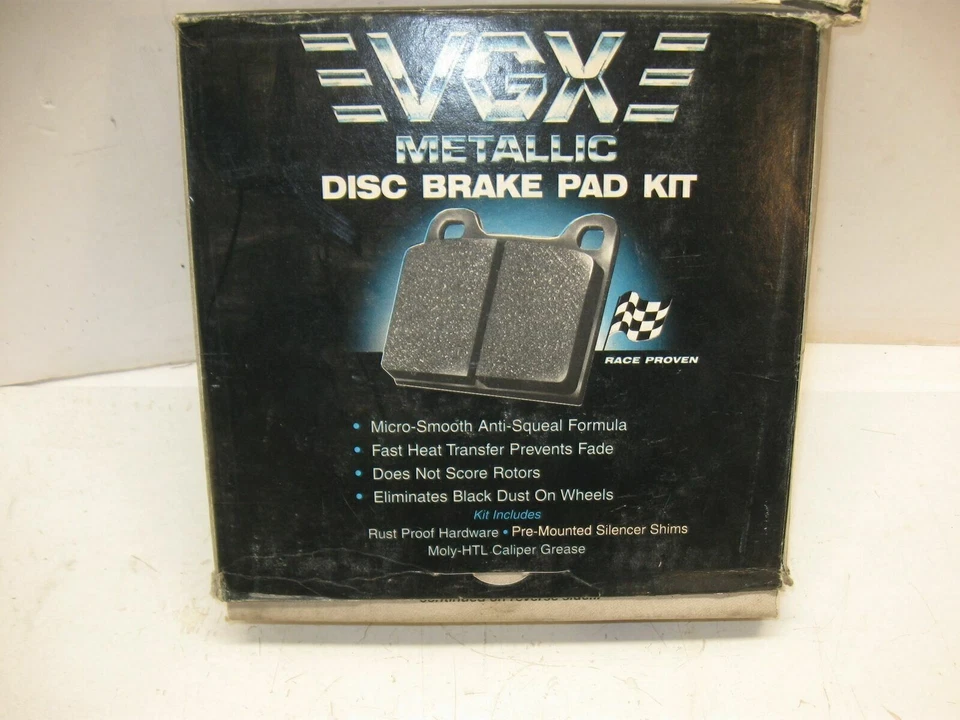 VGX
METALLIC
DISC BRAKE PAD KIT
RACE PROVEN
• Micro-Smooth Anti-Squeal Formula
• Fast Heat Transfer Prevents Fade
• Does Not Score Rotors
• Eliminates Black Dust On Wheels
Kit Includes
Rust Proof Hardware • Pre-Mounted Silencer Shims
Moly-HTL Caliper Grease